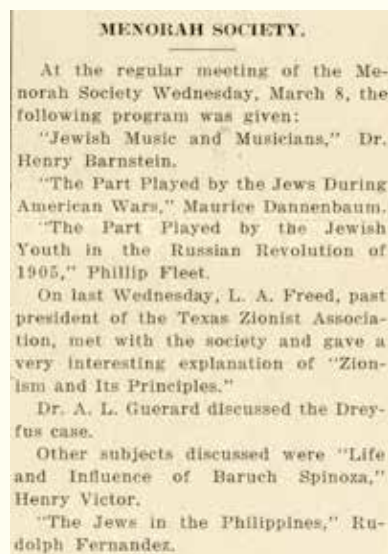 MENORAH SOCIETY.
At the regular meeting of the Me-
norah Society Wednesday, March 8, the
following program was given:
"Jewish Music and Musicians," Dr.
Henry Barnstein.
"The Part Played by the Jews During
American Wars," Maurice Dannenbaum.
"The Part Played by the Jewish
Youth in the Russian Revolution of
1905," Phillip Fleet.
On last Wednesday, L. A. Freed, past
president of the Texas Zionist Associa-
tion, met with the society and gave a
very interesting explanation of "Zion-
ism and Its Principles."
Dr. A. L. Guerard discussed the Drey-
fus case.
Other subjects discussed were "Life
and Influence of Baruch Spinoza,"
Henry Victor.
"The Jews in the Philippines," Ru-
dolph Fernandez.